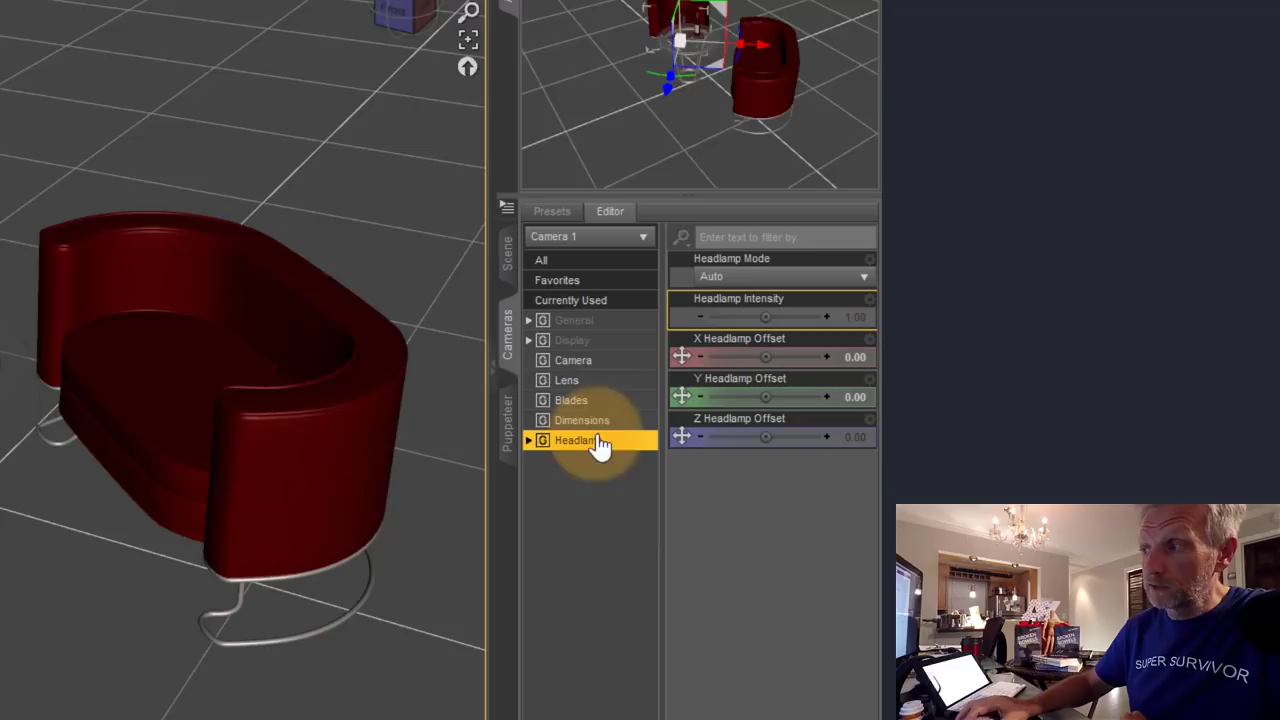 Presets Editor
Camera 1
All
Favorites
Currently Used
General
Display
Camera
Lens
Blades
Dimensions
Scene
Cameras
Puppeteer
Enter text to filter by
Headlamp Mode
Auto
Headlamp Intensity
1.00
X Headlamp Offset
0.00
Y Headlamp Offset
0.00
Z Headlamp Offset
0.00
SUPER SURVIVOR